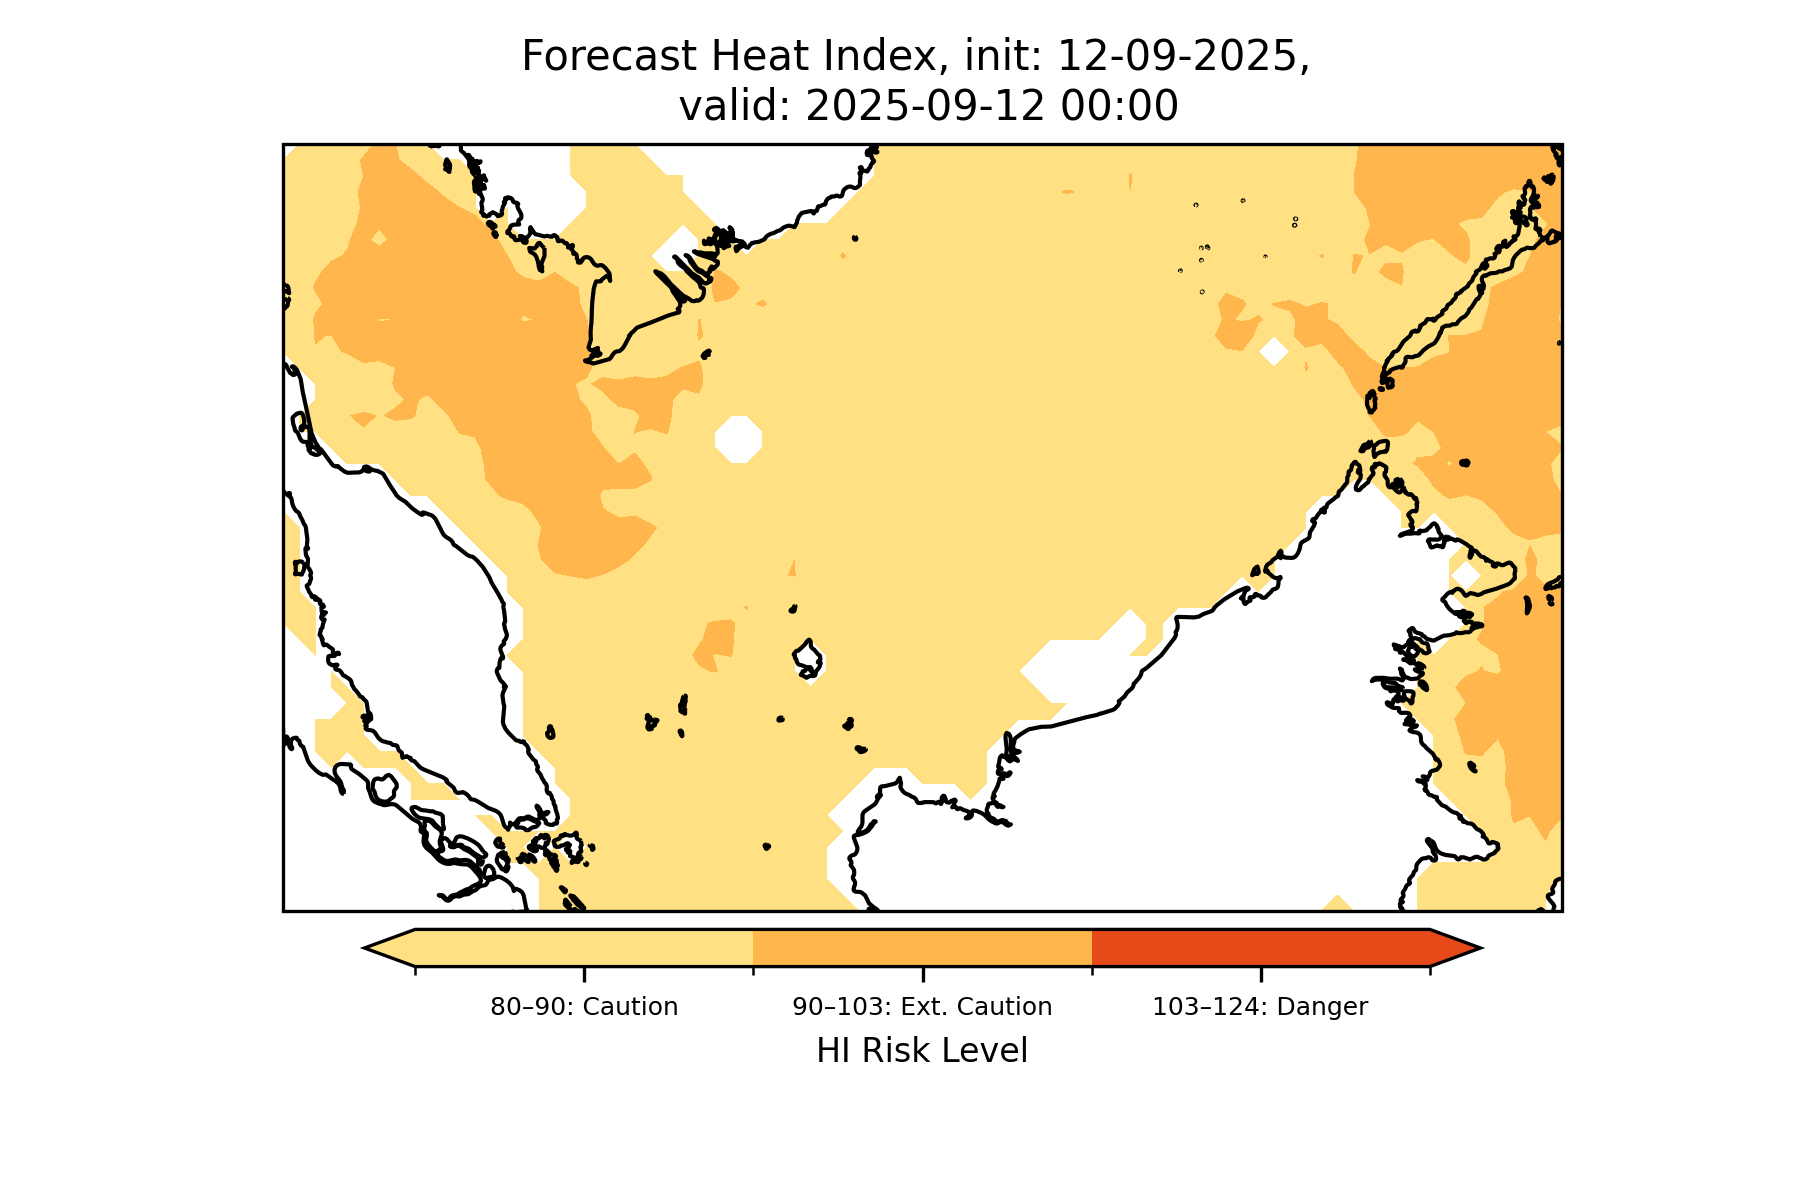 Forecast Heat Index, init: 12-09-2025,
valid: 2025-09-12 00:00
80–90: Caution
90–103: Ext. Caution
103–124: Danger
HI Risk Level